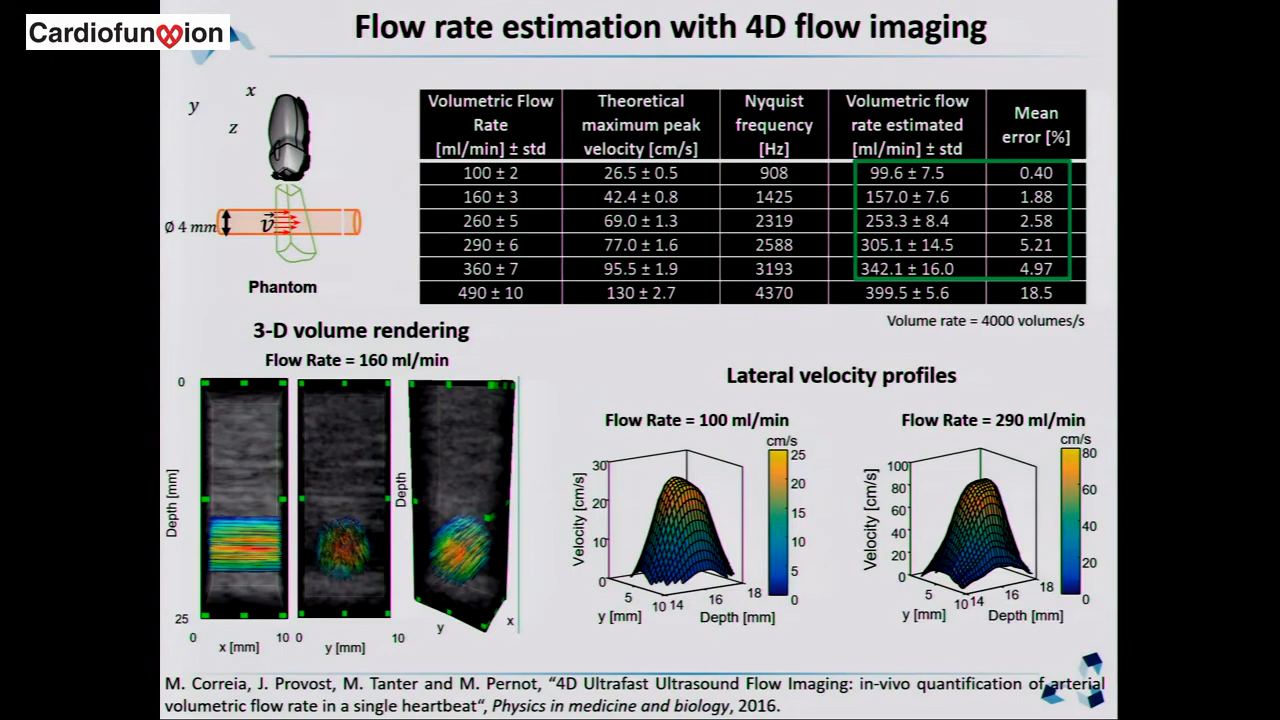 Cardiofunxion
Flow rate estimation with 4D flow imaging
x
y
z
Ø 4 mm
v
Phantom
Volumetric Flow Rate [ml/min] ± std Theoretical maximum peak velocity [cm/s] Nyquist frequency [Hz] Volumetric flow rate estimated [ml/min] ± std Mean error [%]
100 ± 2 26.5 ± 0.5 908 99.6 ± 7.5 0.40
160 ± 3 42.4 ± 0.8 1425 157.0 ± 7.6 1.88
260 ± 5 69.0 ± 1.3 2319 253.3 ± 8.4 2.58
290 ± 6 77.0 ± 1.6 2588 305.1 ± 14.5 5.21
360 ± 7 95.5 ± 1.9 3193 342.1 ± 16.0 4.97
490 ± 10 130 ± 2.7 4370 399.5 ± 5.6 18.5
Volume rate = 4000 volumes/s
3-D volume rendering
Flow Rate = 160 ml/min
0
Depth [mm]
25
0 10
x [mm]
0 10
y [mm]
Depth
y
x
Lateral velocity profiles
Flow Rate = 100 ml/min
cm/s
Velocity [cm/s]
30
20
10
0
5
10
y [mm]
14
16
18
Depth [mm]
25
20
15
10
5
0
Flow Rate = 290 ml/min
cm/s
Velocity [cm/s]
100
80
60
40
20
0
5
10
y [mm]
14
16
18
Depth [mm]
80
60
40
20
0
M. Correia, J. Provost, M. Tanter and M. Pernot, “4D Ultrafast Ultrasound Flow Imaging: in-vivo quantification of arterial
volumetric flow rate in a single heartbeat“, Physics in medicine and biology, 2016.